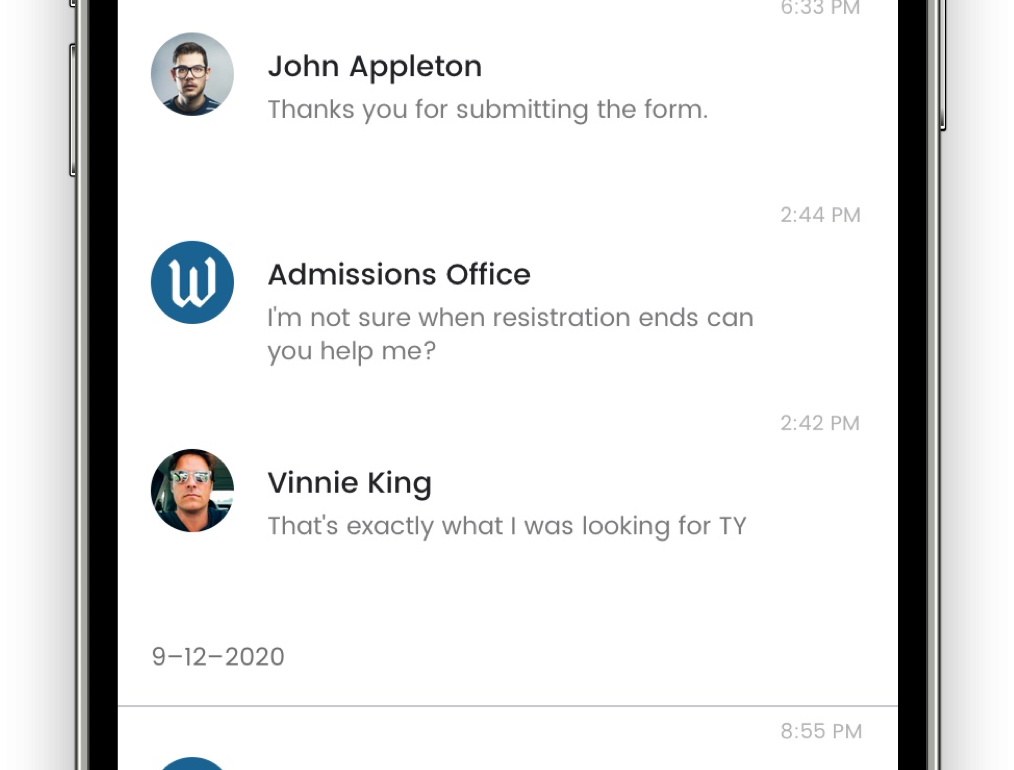 6:33 PM
John Appleton
Thanks you for submitting the form.
2:44 PM
W
Admissions Office
I'm not sure when resistration ends can
you help me?
2:42 PM
Vinnie King
That's exactly what I was looking for TY
9-12-2020
8:55 PM